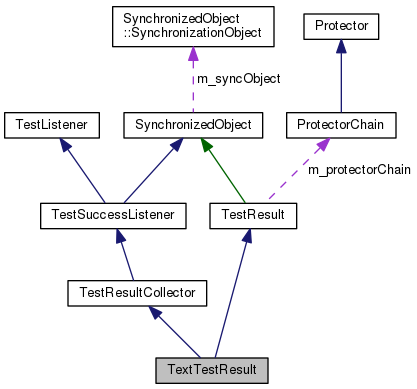 SynchronizedObject
::SynchronizationObject
Protector
m_syncObject
TestListener
SynchronizedObject
ProtectorChain
m_protectorChain
TestSuccessListener
TestResult
TestResultCollector
TextTestResult